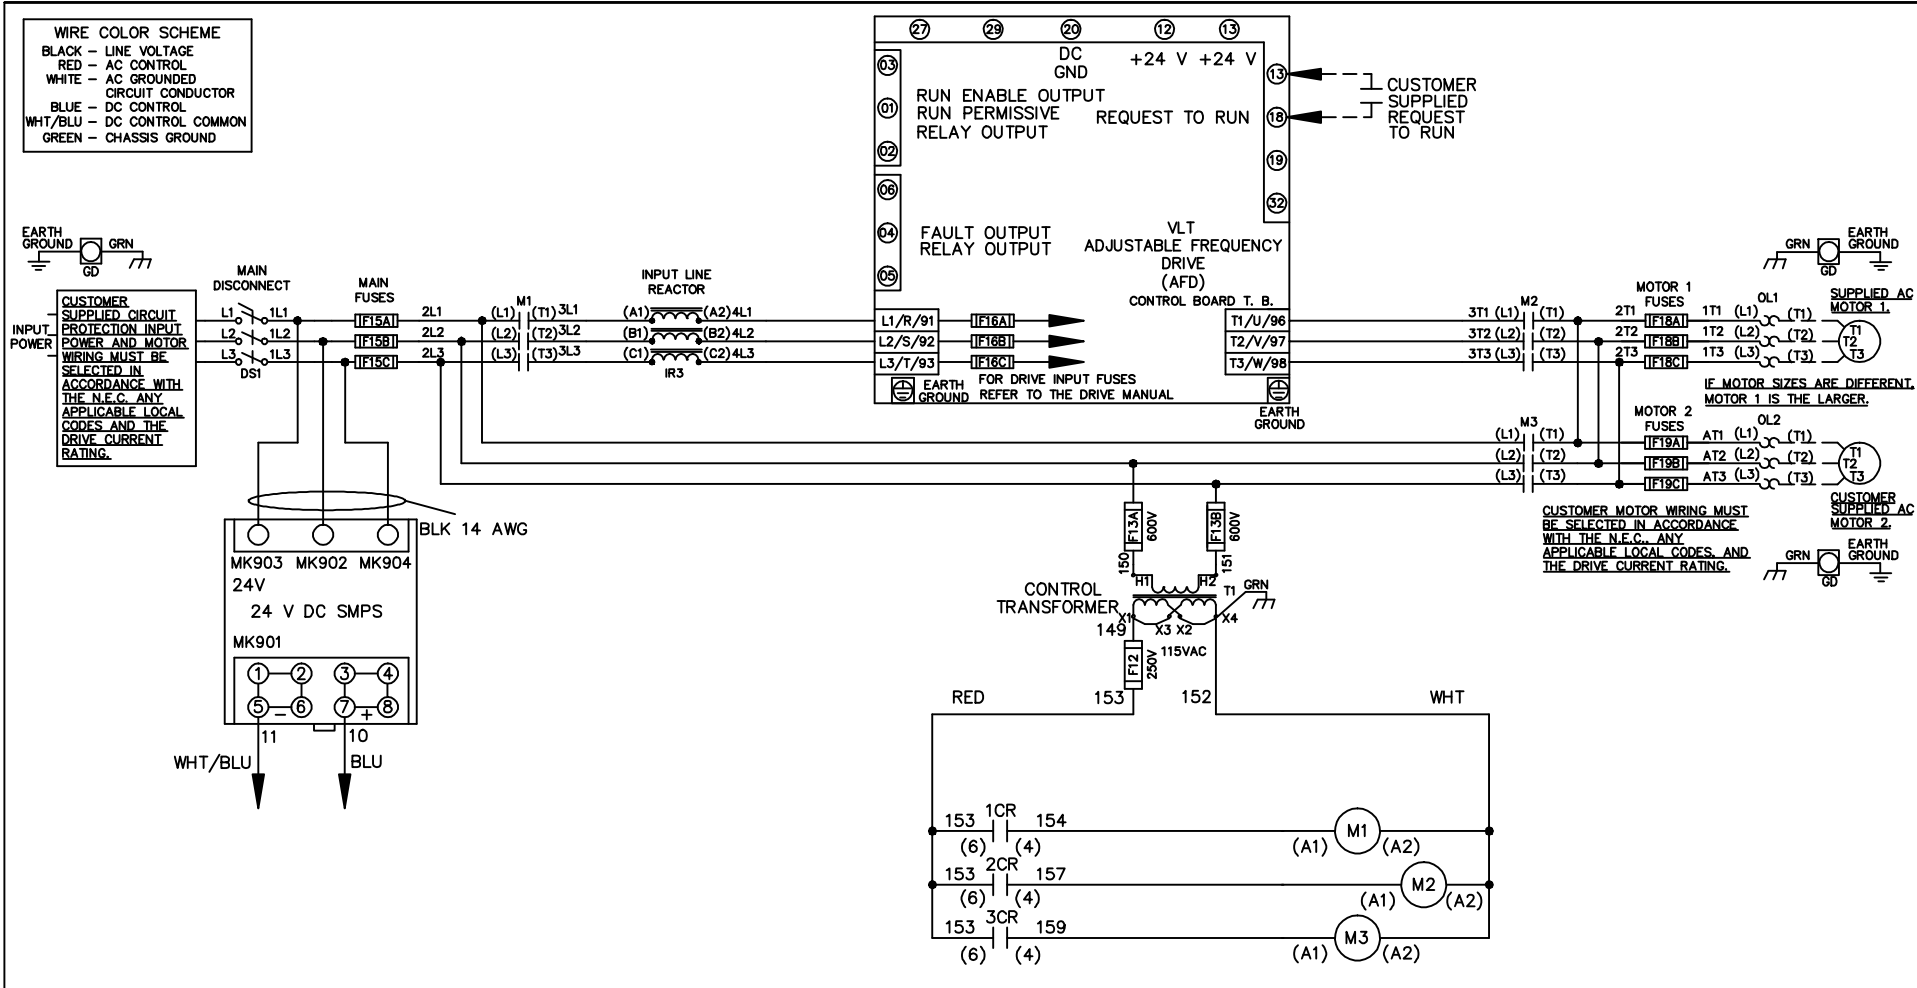 WIRE COLOR SCHEME
BLACK – LINE VOLTAGE
RED – AC CONTROL
WHITE – AC GROUNDED
CIRCUIT CONDUCTOR
BLUE – DC CONTROL
WHT/BLU – DC CONTROL COMMON
GREEN – CHASSIS GROUND
27 29 20 12 13
DC
GND
+24 V +24 V
03
01
02
RUN ENABLE OUTPUT
RUN PERMISSIVE
RELAY OUTPUT
REQUEST TO RUN
13
18
19
32
CUSTOMER
SUPPLIED
REQUEST
TO RUN
06
04
05
FAULT OUTPUT
RELAY OUTPUT
VLT
ADJUSTABLE FREQUENCY
DRIVE
(AFD)
CONTROL BOARD T. B.
EARTH
GROUND
GRN
GD
INPUT
POWER
CUSTOMER
SUPPLIED CIRCUIT
PROTECTION INPUT
POWER AND MOTOR
WIRING MUST BE
SELECTED IN
ACCORDANCE WITH
THE N.E.C. ANY
APPLICABLE LOCAL
CODES AND THE
DRIVE CURRENT
RATING.
MAIN
DISCONNECT
L1 1L1
L2 1L2
L3 1L3
DS1
MAIN
FUSES
F15A
F15B
F15C
2L1
2L2
2L3
M1
(L1) (T1) 3L1
(L2) (T2) 3L2
(L3) (T3) 3L3
INPUT LINE
REACTOR
(A1) (A2) 4L1
(B1) (B2) 4L2
(C1) (C2) 4L3
IR3
L1/R/91
L2/S/92
L3/T/93
F16A
F16B
F16C
EARTH
GROUND
FOR DRIVE INPUT FUSES
REFER TO THE DRIVE MANUAL
T1/U/96
T2/V/97
T3/W/98
EARTH
GROUND
M2
3T1 (L1) (T1)
3T2 (L2) (T2)
3T3 (L3) (T3)
MOTOR 1
FUSES
2T1 F18A 1T1
2T2 F18B 1T2
2T3 F18C 1T3
OL1
(L1) (T1)
(L2) (T2)
(L3) (T3)
T1
T2
T3
GRN
GD
EARTH
GROUND
SUPPLIED AC
MOTOR 1.
IF MOTOR SIZES ARE DIFFERENT,
MOTOR 1 IS THE LARGER.
M3
(L1) (T1)
(L2) (T2)
(L3) (T3)
MOTOR 2
FUSES
F19A AT1
F19B AT2
F19C AT3
OL2
(L1) (T1)
(L2) (T2)
(L3) (T3)
T1
T2
T3
CUSTOMER
SUPPLIED AC
MOTOR 2.
CUSTOMER MOTOR WIRING MUST
BE SELECTED IN ACCORDANCE
WITH THE N.E.C., ANY
APPLICABLE LOCAL CODES, AND
THE DRIVE CURRENT RATING.
GRN
GD
EARTH
GROUND
BLK 14 AWG
MK903 MK902 MK904
24V
24 V DC SMPS
MK901
1 2 3 4
5 – 6 7 + 8
11 10
WHT/BLU BLU
F13A
600V
F13B
600V
150
151
H1 H2
CONTROL
TRANSFORMER
T1
GRN
X1 X3 X2 X4
149
115VAC
F12
250V
RED 153 152 WHT
153 1CR 154
(6) (4)
(A1) M1 (A2)
153 2CR 157
(6) (4)
(A1) M2 (A2)
153 3CR 159
(6) (4)
(A1) M3 (A2)